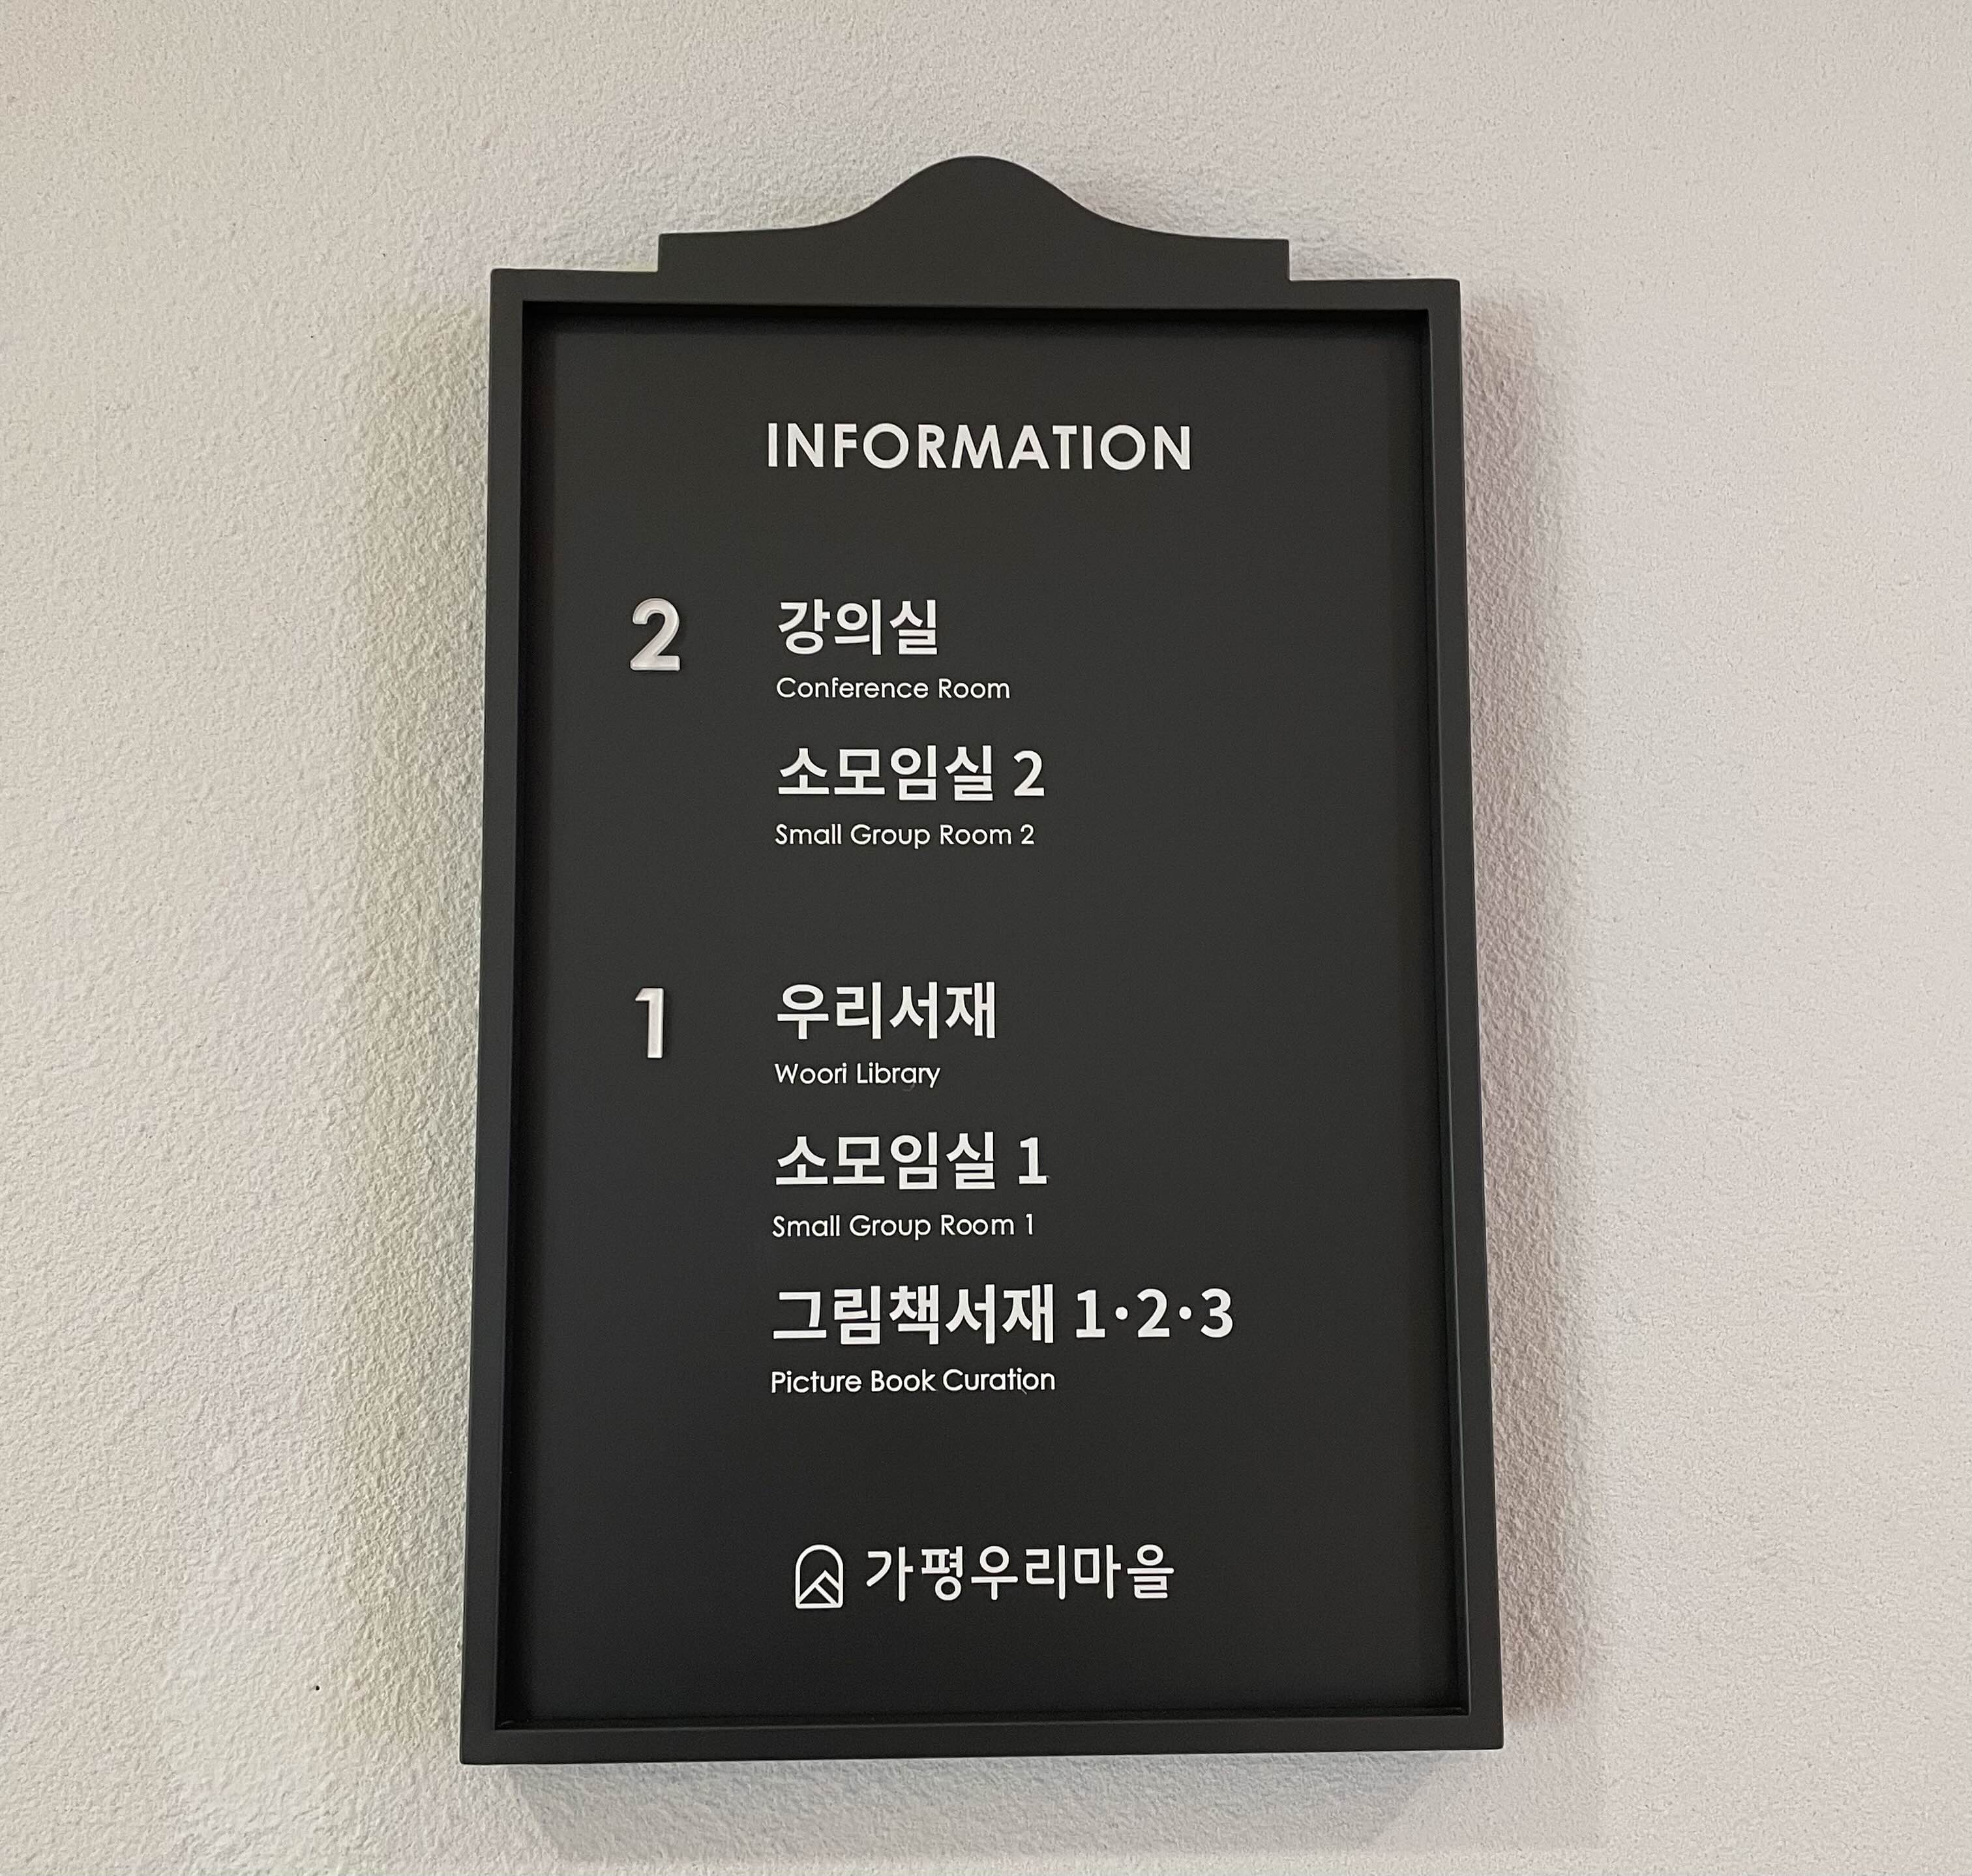 INFORMATION
2
강의실
Conference Room
소모임실 2
Small Group Room 2
1
우리서재
Woori Library
소모임실 1
Small Group Room 1
그림책서재 1·2·3
Picture Book Curation
가평우리마을